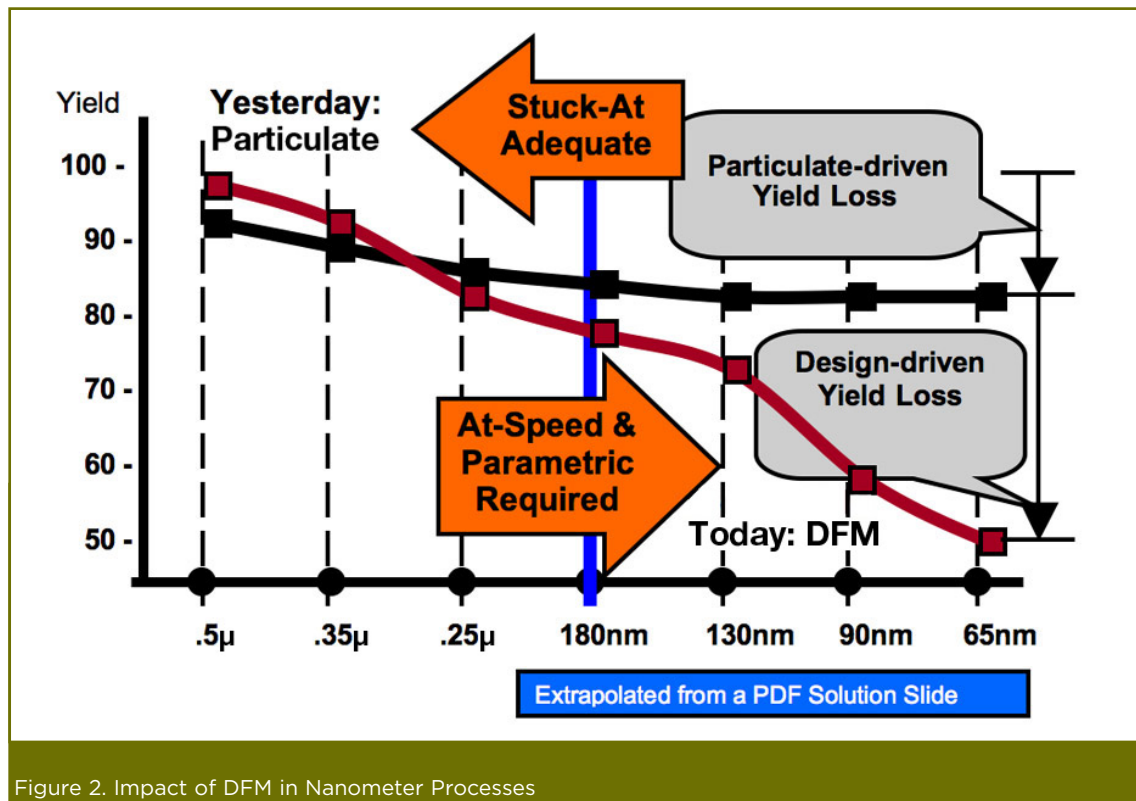 Yield
Yesterday:
Particulate
Stuck-At
Adequate
Particulate-driven
Yield Loss
100 -
90 -
80 -
70 -
60 -
50 -
Design-driven
Yield Loss
At-Speed &
Parametric
Required
Today: DFM
.5µ
.35µ
.25µ
180nm
130nm
90nm
65nm
Extrapolated from a PDF Solution Slide
Figure 2. Impact of DFM in Nanometer Processes